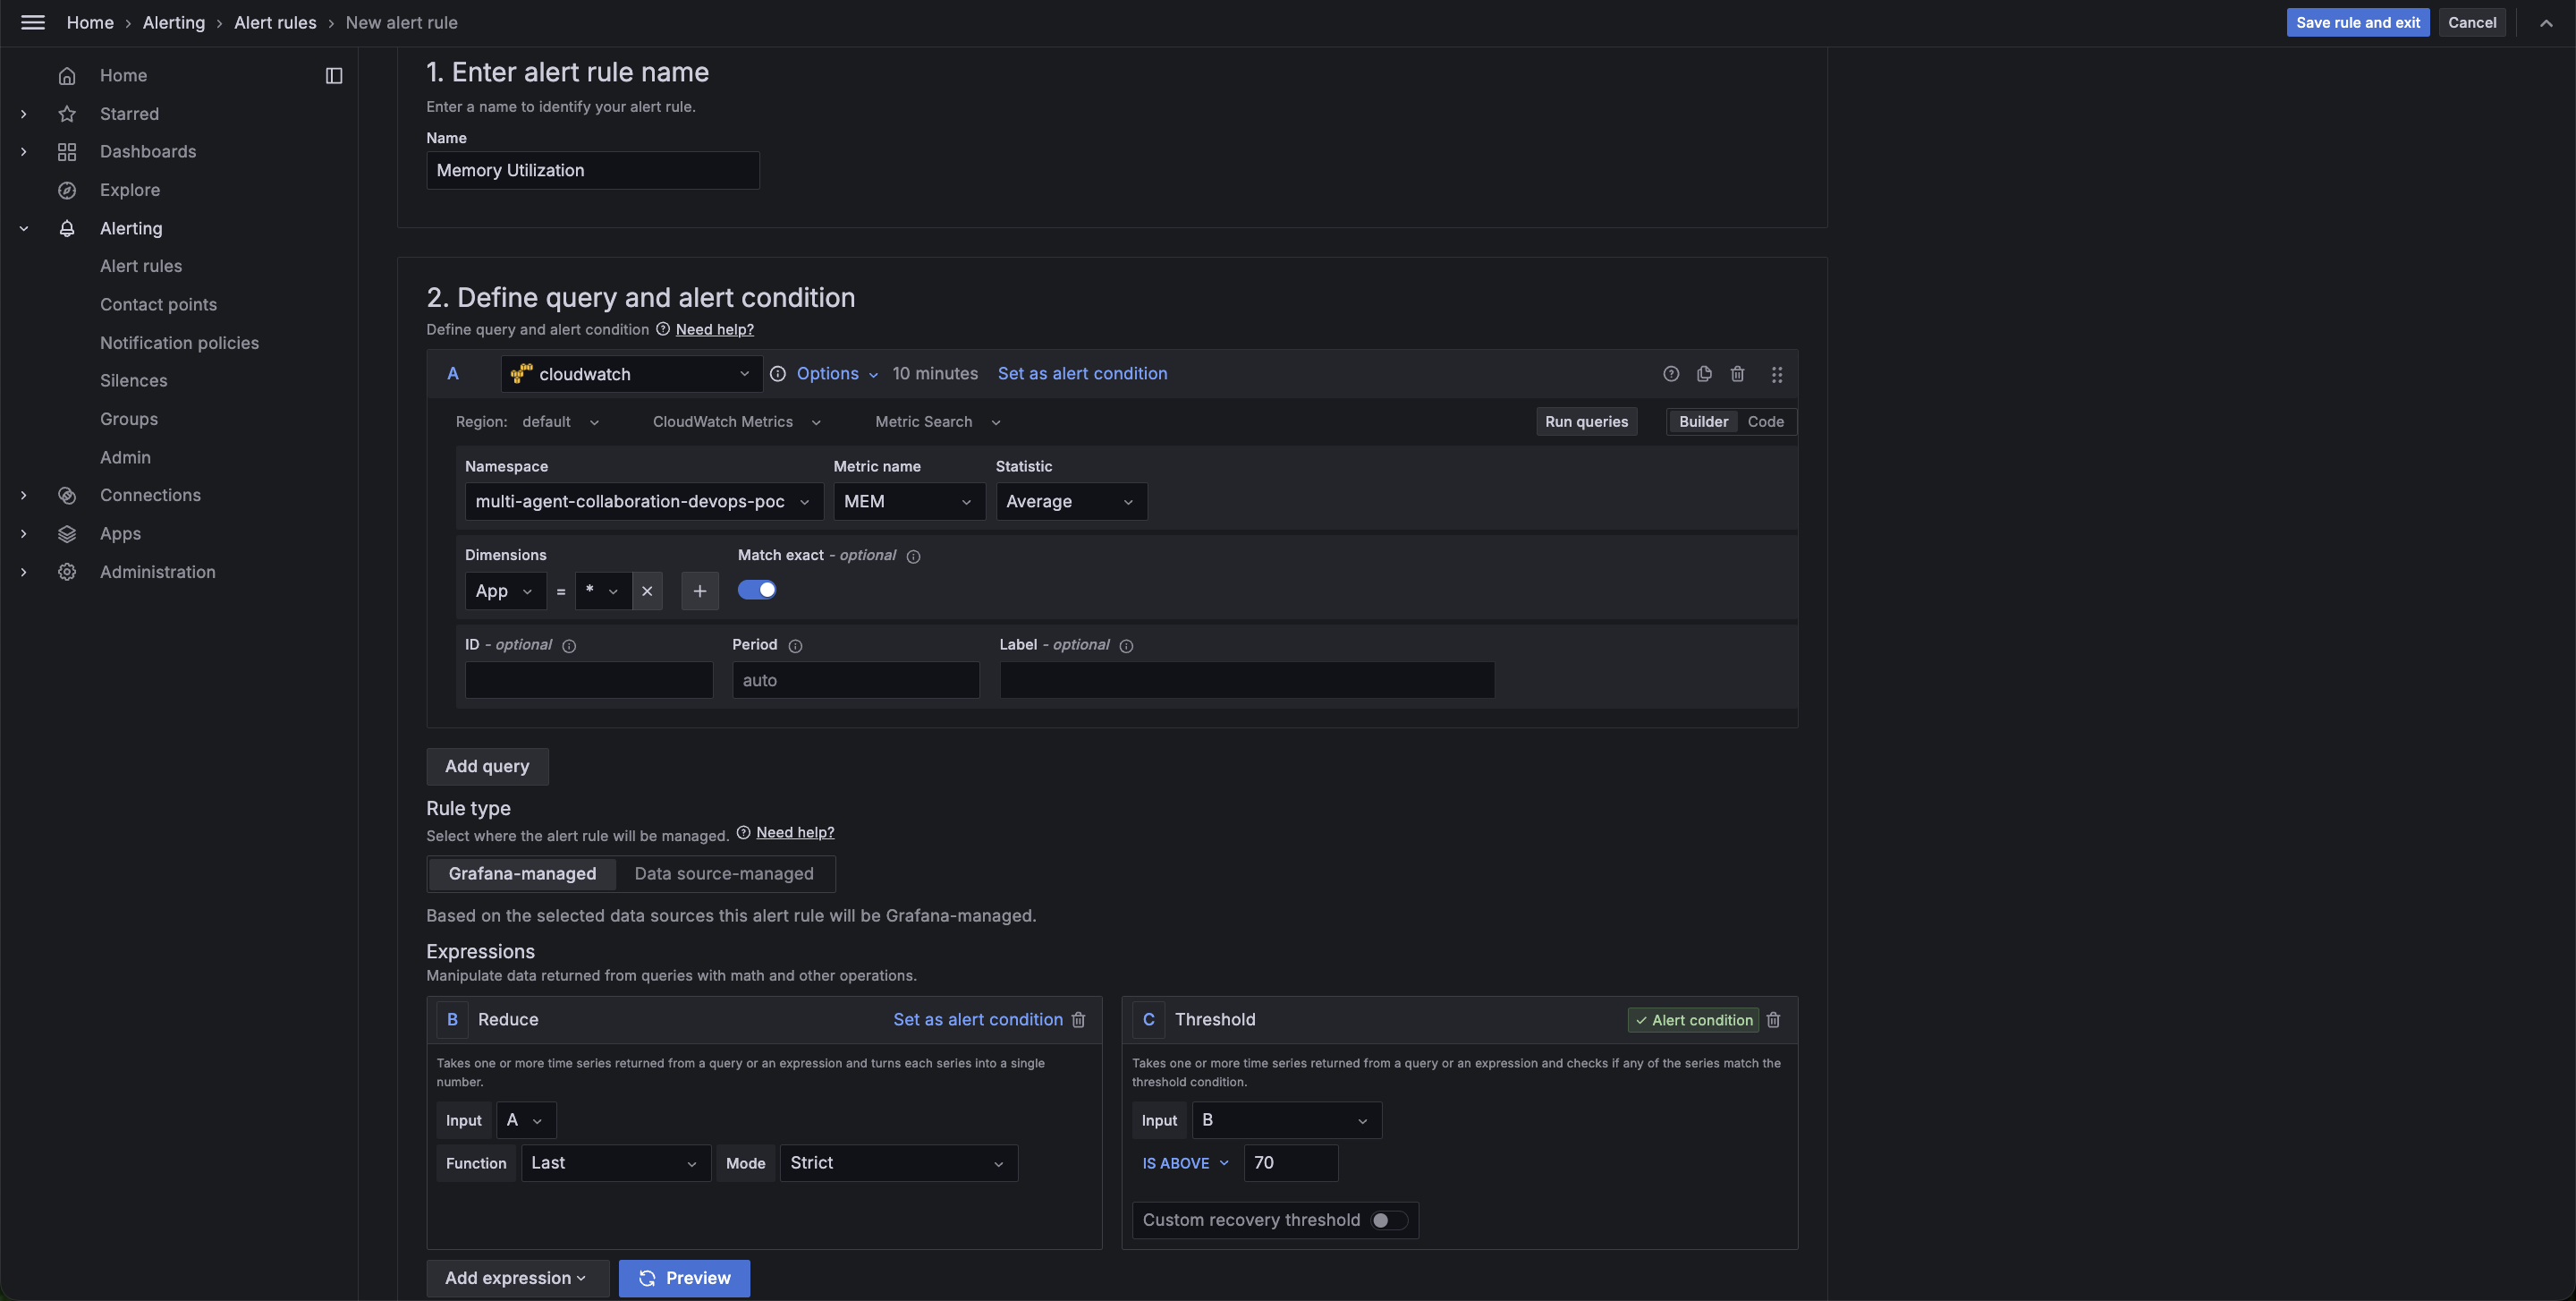 Home › Alerting › Alert rules › New alert rule
Save rule and exit
Cancel
Home
Starred
Dashboards
Explore
Alerting
Alert rules
Contact points
Notification policies
Silences
Groups
Admin
Connections
Apps
Administration
1. Enter alert rule name
Enter a name to identify your alert rule.
Name
Memory Utilization
2. Define query and alert condition
Define query and alert condition Need help?
A cloudwatch Options 10 minutes Set as alert condition
Region: default CloudWatch Metrics Metric Search Run queries Builder Code
Namespace Metric name Statistic
multi-agent-collaboration-devops-poc MEM Average
Dimensions Match exact - optional
App = *
ID - optional Period Label - optional
auto
Add query
Rule type
Select where the alert rule will be managed. Need help?
Grafana-managed Data source-managed
Based on the selected data sources this alert rule will be Grafana-managed.
Expressions
Manipulate data returned from queries with math and other operations.
B Reduce Set as alert condition
Takes one or more time series returned from a query or an expression and turns each series into a single
number.
Input A
Function Last Mode Strict
C Threshold Alert condition
Takes one or more time series returned from a query or an expression and checks if any of the series match the
threshold condition.
Input B
IS ABOVE 70
Custom recovery threshold
Add expression Preview